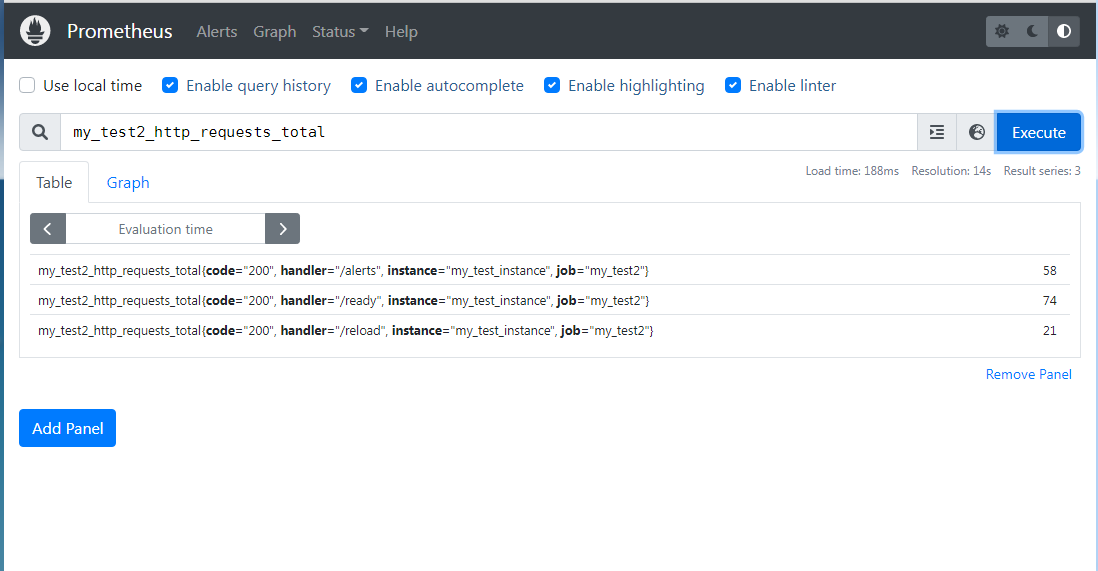 Prometheus Alerts Graph Status Help
Use local time Enable query history Enable autocomplete Enable highlighting Enable linter
my_test2_http_requests_total Execute
Load time: 188ms Resolution: 14s Result series: 3
Table Graph
Evaluation time
my_test2_http_requests_total{code="200", handler="/alerts", instance="my_test_instance", job="my_test2"} 58
my_test2_http_requests_total{code="200", handler="/ready", instance="my_test_instance", job="my_test2"} 74
my_test2_http_requests_total{code="200", handler="/reload", instance="my_test_instance", job="my_test2"} 21
Remove Panel
Add Panel